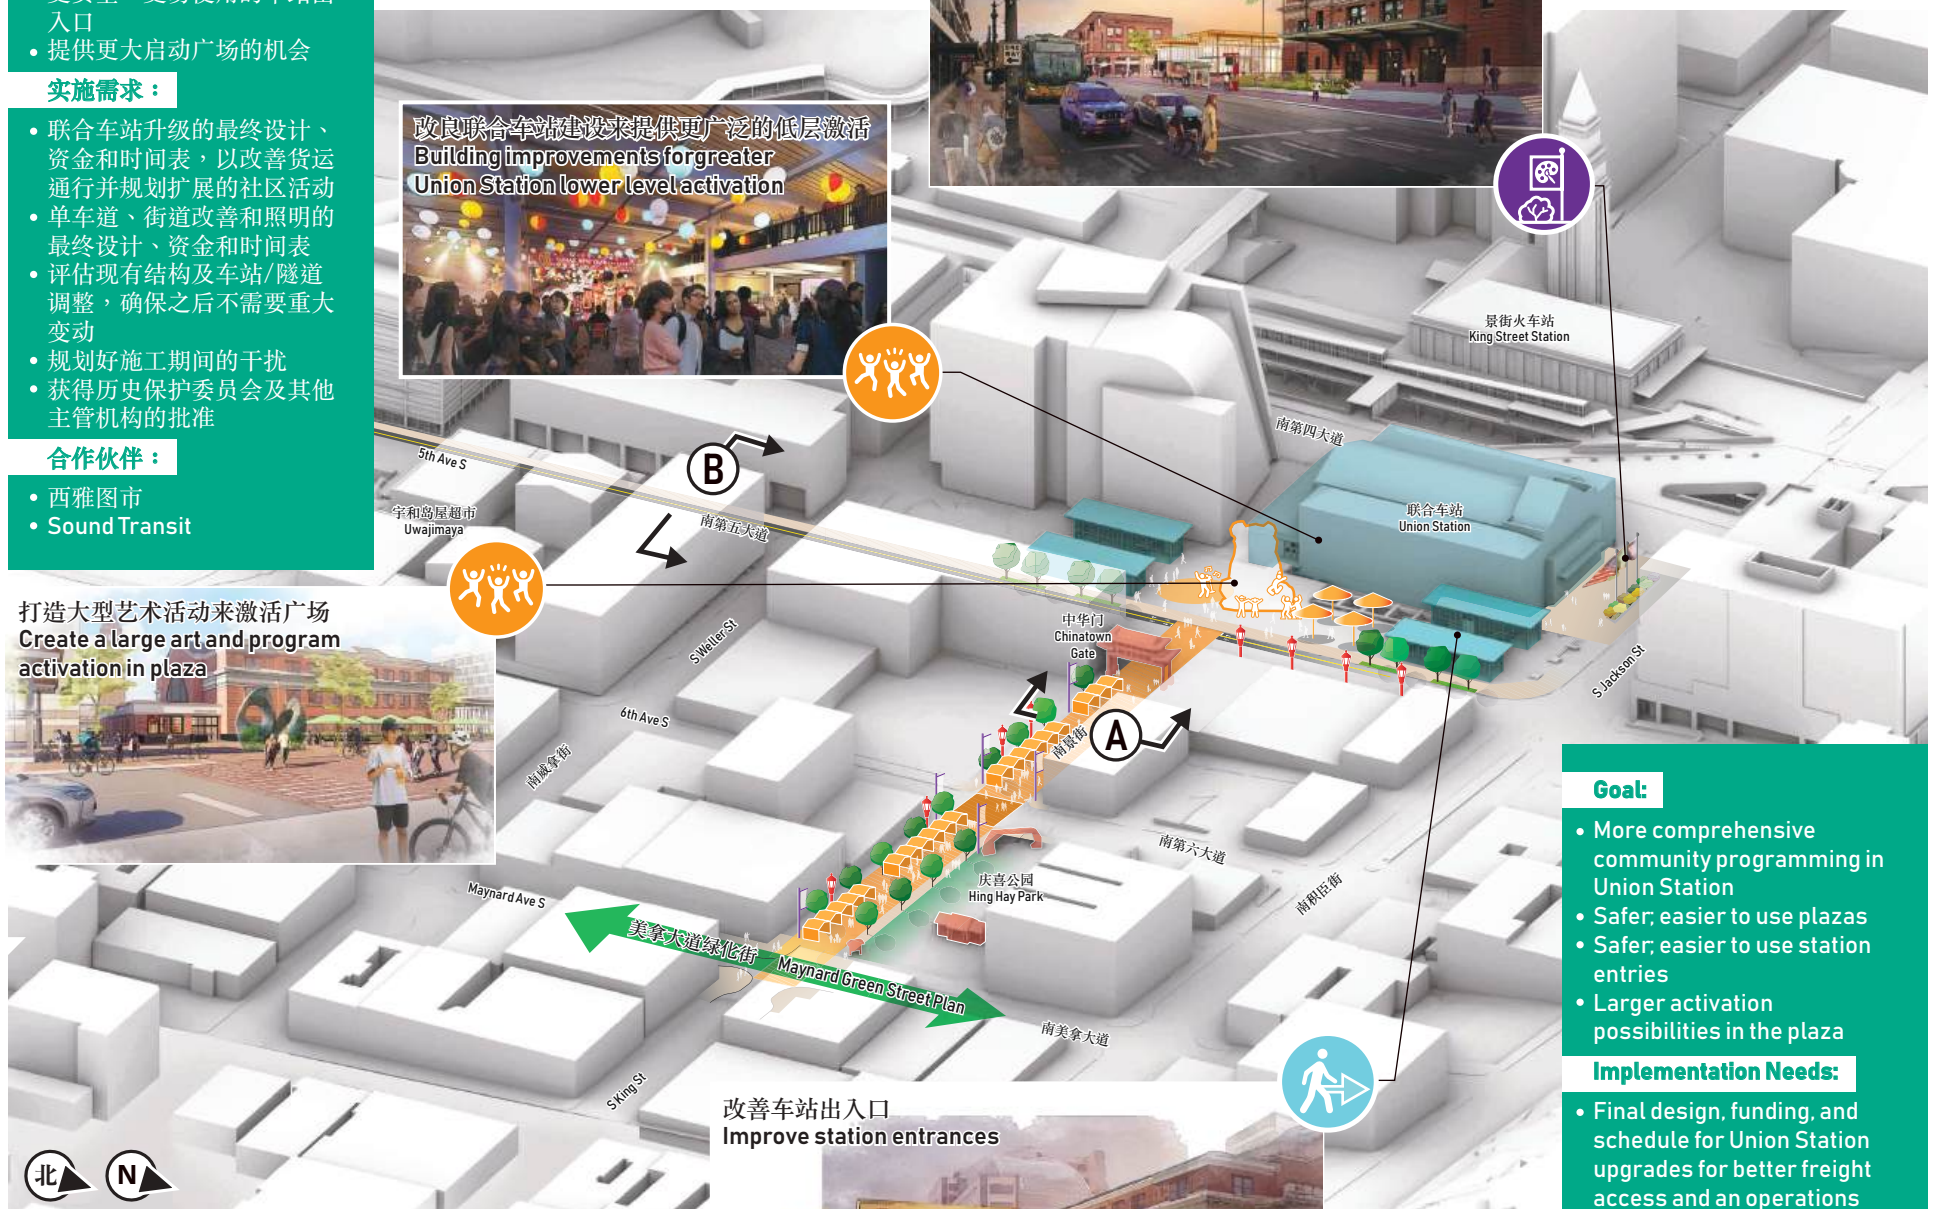 入口
• 提供更大启动广场的机会
实施需求：
• 联合车站升级的最终设计、
资金和时间表，以改善货运
通行并规划扩展的社区活动
• 单车道、街道改善和照明的
最终设计、资金和时间表
• 评估现有结构及车站/隧道
调整，确保之后不需要重大
变动
• 规划好施工期间的干扰
• 获得历史保护委员会及其他
主管机构的批准
合作伙伴：
• 西雅图市
• Sound Transit
改良联合车站建设来提供更广泛的低层激活
Building improvements forgreater
Union Station lower level activation
景街火车站
King Street Station
南第四大道
联合车站
Union Station
5th Ave S
B
宇和岛屋超市
Uwajimaya
南第五大道
打造大型艺术活动来激活广场
Create a large art and program
activation in plaza
S Weller St
中华门
Chinatown
Gate
S Jackson St
6th Ave S
南威拿街
南景街
A
南第六大道
南积臣街
庆喜公园
Hing Hay Park
Maynard Ave S
美拿大道绿化街
Maynard Green Street Plan
南美拿大道
S King St
改善车站出入口
Improve station entrances
北
N
Goal:
• More comprehensive
community programming in
Union Station
• Safer; easier to use plazas
• Safer; easier to use station
entries
• Larger activation
possibilities in the plaza
Implementation Needs:
• Final design, funding, and
schedule for Union Station
upgrades for better freight
access and an operations